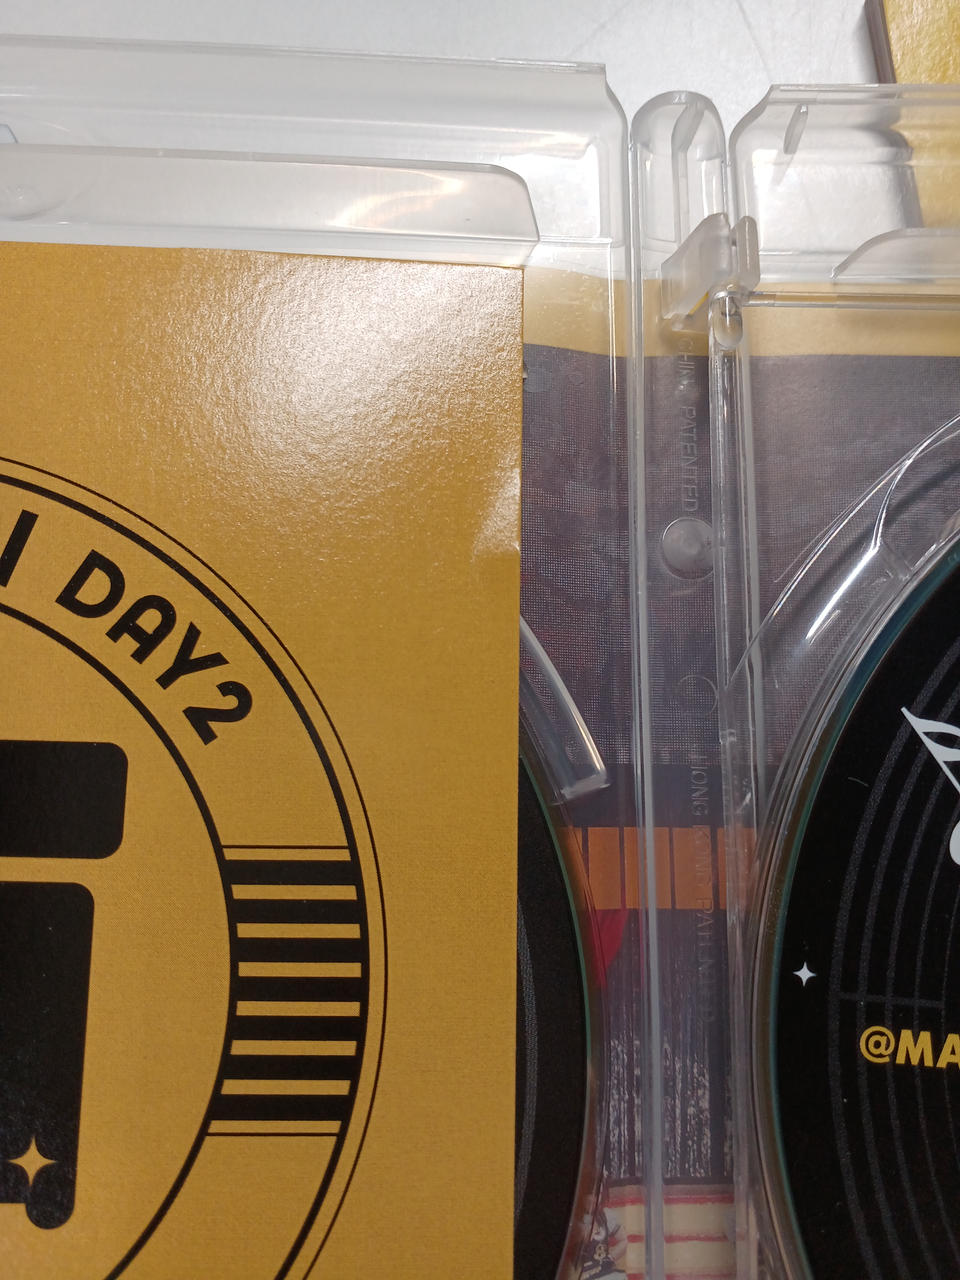 I DAY2
CHINA PATENTED
HONG KONG PATENTED
@MA